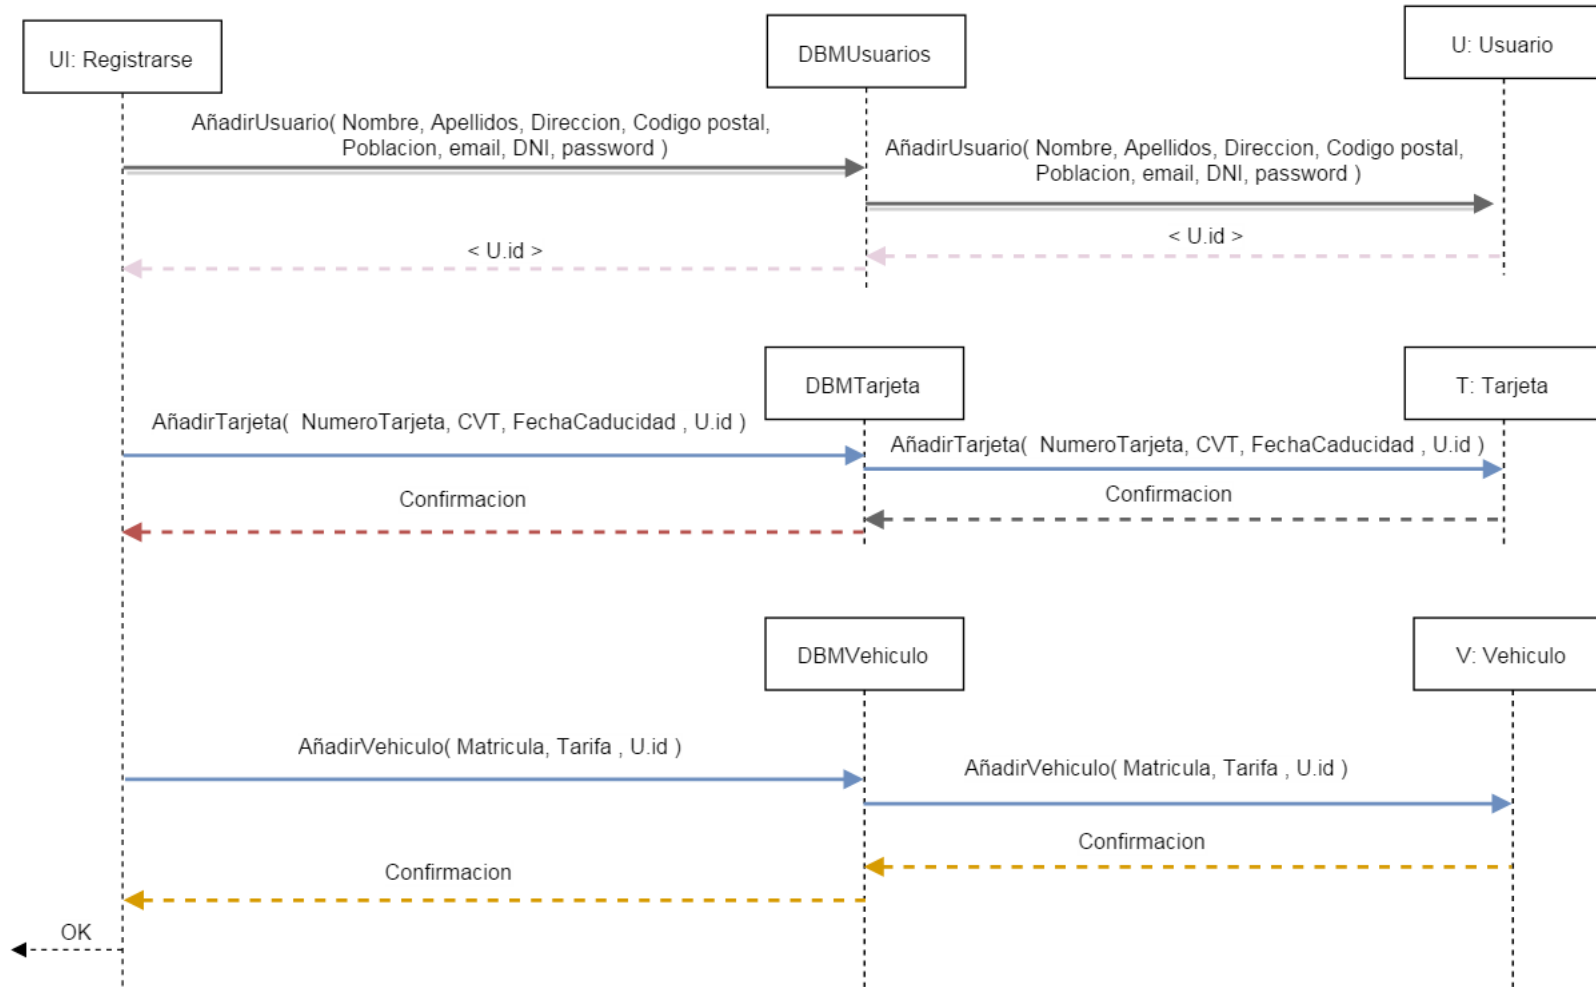 UI: Registrarse
DBMUsuarios
U: Usuario
AñadirUsuario( Nombre, Apellidos, Direccion, Codigo postal,
Poblacion, email, DNI, password )
AñadirUsuario( Nombre, Apellidos, Direccion, Codigo postal,
Poblacion, email, DNI, password )
< U.id >
< U.id >
DBMTarjeta
T: Tarjeta
AñadirTarjeta(  NumeroTarjeta, CVT, FechaCaducidad , U.id )
AñadirTarjeta(  NumeroTarjeta, CVT, FechaCaducidad , U.id )
Confirmacion
Confirmacion
DBMVehiculo
V: Vehiculo
AñadirVehiculo( Matricula, Tarifa , U.id )
AñadirVehiculo( Matricula, Tarifa , U.id )
Confirmacion
Confirmacion
OK